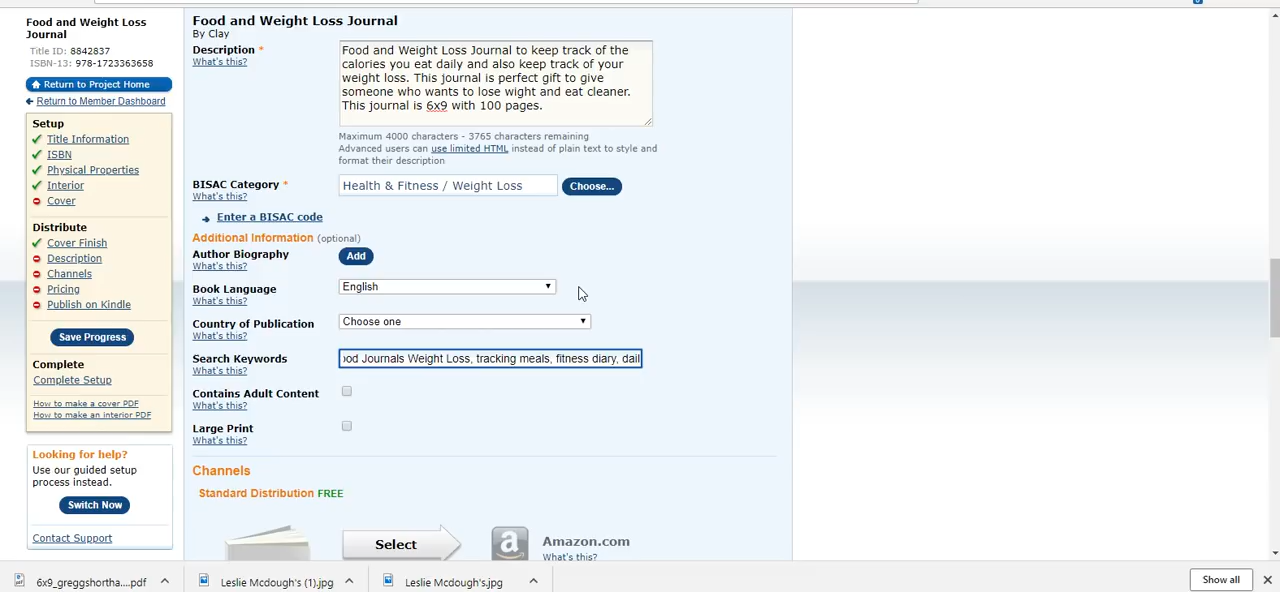 Food and Weight Loss
Journal
Title ID: 8842837
ISBN-13: 978-1723363658
Return to Project Home
Return to Member Dashboard
Setup
Title Information
ISBN
Physical Properties
Interior
Cover
Distribute
Cover Finish
Description
Channels
Pricing
Publish on Kindle
Save Progress
Complete
Complete Setup
How to make a cover PDF
How to make an interior PDF
Looking for help?
Use our guided setup
process instead.
Switch Now
Contact Support
Food and Weight Loss Journal
By Clay
Description *
What's this?
Food and Weight Loss Journal to keep track of the
calories you eat daily and also keep track of your
weight loss. This journal is perfect gift to give
someone who wants to lose wight and eat cleaner.
This journal is 6x9 with 100 pages.
Maximum 4000 characters - 3765 characters remaining
Advanced users can use limited HTML instead of plain text to style and
format their description
BISAC Category *
What's this?
Health & Fitness / Weight Loss
Choose...
Enter a BISAC code
Additional Information (optional)
Author Biography
What's this?
Add
Book Language
What's this?
English
Country of Publication
What's this?
Choose one
Search Keywords
What's this?
ood Journals Weight Loss, tracking meals, fitness diary, dail
Contains Adult Content
What's this?
Large Print
What's this?
Channels
Standard Distribution FREE
Select
Amazon.com
What's this?
6x9_greggshortha....pdf
Leslie Mcdough's (1).jpg
Leslie Mcdough's.jpg
Show all